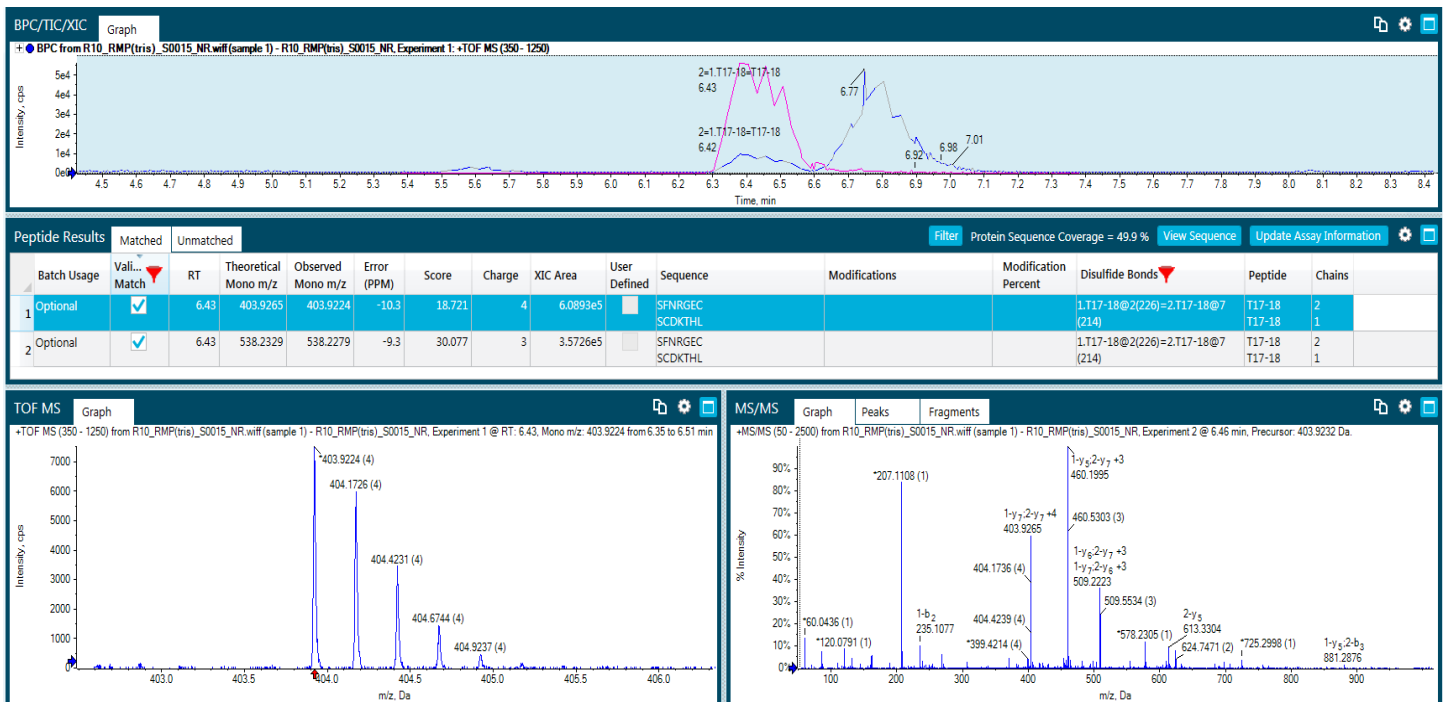 BPC/TIC/XIC Graph
BPC from R10_RMP(tris)_S0015_NR.wiff (sample 1) - R10_RMP(tris)_S0015_NR, Experiment 1: +TOF MS (350 - 1250)
Intensity, cps
5e4
4e4
3e4
2e4
1e4
0e0
2=1.T17-18=T17-18
6.43
2=1.T17-18=T17-18
6.42
6.77
6.92
6.98
7.01
4.5 4.6 4.7 4.8 4.9 5.0 5.1 5.2 5.3 5.4 5.5 5.6 5.7 5.8 5.9 6.0 6.1 6.2 6.3 6.4 6.5 6.6 6.7 6.8 6.9 7.0 7.1 7.2 7.3 7.4 7.5 7.6 7.7 7.8 7.9 8.0 8.1 8.2 8.3 8.4
Time, min
Peptide Results Matched Unmatched Filter Protein Sequence Coverage = 49.9 % View Sequence Update Assay Information
Batch Usage Vali... Match RT Theoretical Mono m/z Observed Mono m/z Error (PPM) Score Charge XIC Area User Defined Sequence Modifications Modification Percent Disulfide Bonds Peptide Chains
1 Optional 6.43 403.9265 403.9224 -10.3 18.721 4 6.0893e5 SFNRGEC 1.T17-18@2(226)=2.T17-18@7 T17-18 2
SCDKTHL (214) T17-18 1
2 Optional 6.43 538.2329 538.2279 -9.3 30.077 3 3.5726e5 SFNRGEC 1.T17-18@2(226)=2.T17-18@7 T17-18 2
SCDKTHL (214) T17-18 1
TOF MS Graph
+TOF MS (350 - 1250) from R10_RMP(tris)_S0015_NR.wiff (sample 1) - R10_RMP(tris)_S0015_NR, Experiment 1 @ RT: 6.43, Mono m/z: 403.9224 from 6.35 to 6.51 min
Intensity, cps
7000
6000
5000
4000
3000
2000
1000
0
*403.9224 (4)
404.1726 (4)
404.4231 (4)
404.6744 (4)
404.9237 (4)
403.0 403.5 404.0 404.5 405.0 405.5 406.0
m/z, Da
MS/MS Graph Peaks Fragments
+MS/MS (50 - 2500) from R10_RMP(tris)_S0015_NR.wiff (sample 1) - R10_RMP(tris)_S0015_NR, Experiment 2 @ 6.46 min, Precursor: 403.9232 Da.
% Intensity
90%
80%
70%
60%
50%
40%
30%
20%
10%
0%
1-y5;2-y7 +3
460.1995
*207.1108 (1)
1-y7;2-y7 +4
403.9265
460.5303 (3)
1-y6;2-y7 +3
1-y7;2-y6 +3
509.2223
404.1736 (4)
509.5534 (3)
404.4239 (4)
1-b2
235.1077
2-y5
613.3304
*60.0436 (1)
*120.0791 (1)
*399.4214 (4)
*578.2305 (1)
624.7471 (2)
*725.2998 (1)
1-y5;2-b3
881.2876
100 200 300 400 500 600 700 800 900
m/z, Da